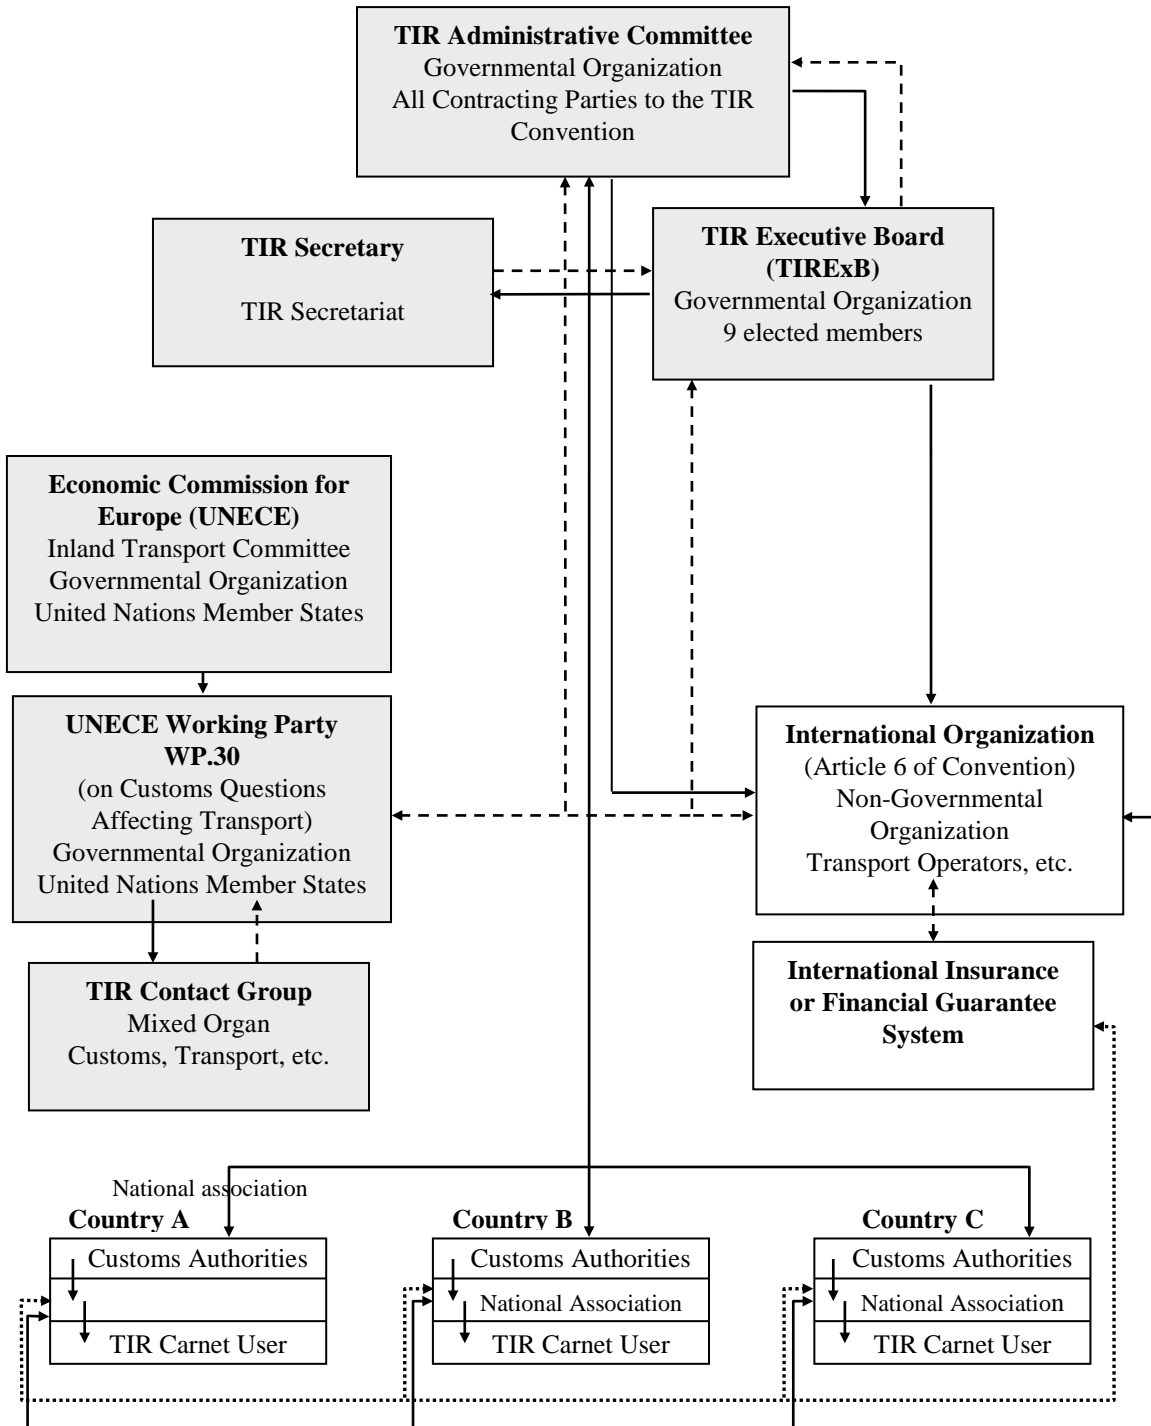 TIR Administrative Committee
Governmental Organization
All Contracting Parties to the TIR
Convention
TIR Secretary
TIR Secretariat
TIR Executive Board
(TIRExB)
Governmental Organization
9 elected members
Economic Commission for
Europe (UNECE)
Inland Transport Committee
Governmental Organization
United Nations Member States
UNECE Working Party
WP.30
(on Customs Questions
Affecting Transport)
Governmental Organization
United Nations Member States
International Organization
(Article 6 of Convention)
Non-Governmental
Organization
Transport Operators, etc.
TIR Contact Group
Mixed Organ
Customs, Transport, etc.
International Insurance
or Financial Guarantee
System
National association
Country A
Customs Authorities
TIR Carnet User
Country B
Customs Authorities
National Association
TIR Carnet User
Country C
Customs Authorities
National Association
TIR Carnet User